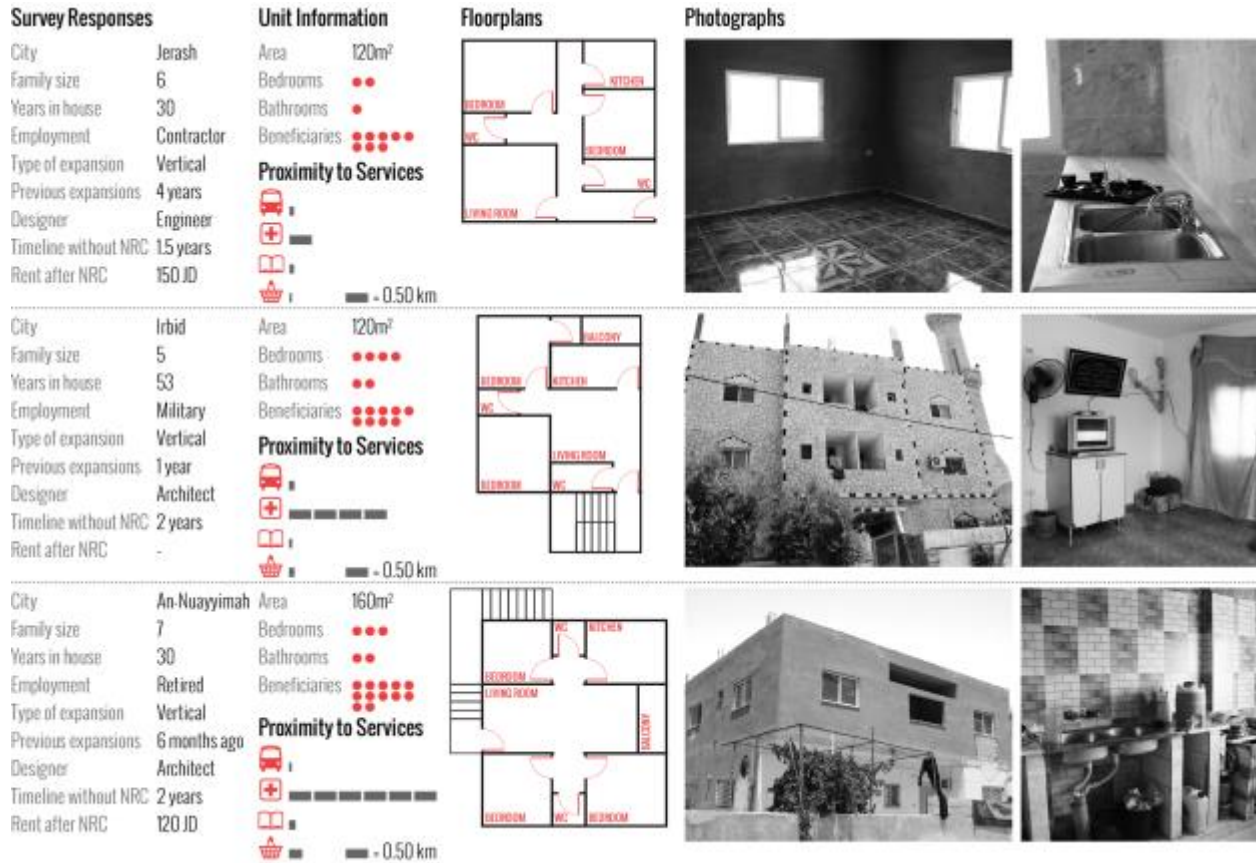 Survey Responses Unit Information Floorplans Photographs
City Jerash
Family size 6
Years in house 30
Employment Contractor
Type of expansion Vertical
Previous expansions 4 years
Designer Engineer
Timeline without NRC 1.5 years
Rent after NRC 150 JD
Area 120m²
Bedrooms
Bathrooms
Beneficiaries
Proximity to Services
= 0.50 km
KITCHEN
BEDROOM
WC
BEDROOM
WC
LIVING ROOM
City Irbid
Family size 5
Years in house 53
Employment Military
Type of expansion Vertical
Previous expansions 1 year
Designer Architect
Timeline without NRC 2 years
Rent after NRC -
Area 120m²
Bedrooms
Bathrooms
Beneficiaries
Proximity to Services
= 0.50 km
BALCONY
BEDROOM KITCHEN
WC
LIVING ROOM
BEDROOM WC
City An-Nuayyimah
Family size 7
Years in house 30
Employment Retired
Type of expansion Vertical
Previous expansions 6 months ago
Designer Architect
Timeline without NRC 2 years
Rent after NRC 120 JD
Area 160m²
Bedrooms
Bathrooms
Beneficiaries
Proximity to Services
= 0.50 km
WC KITCHEN
BEDROOM
LIVING ROOM
BALCONY
BEDROOM WC BEDROOM